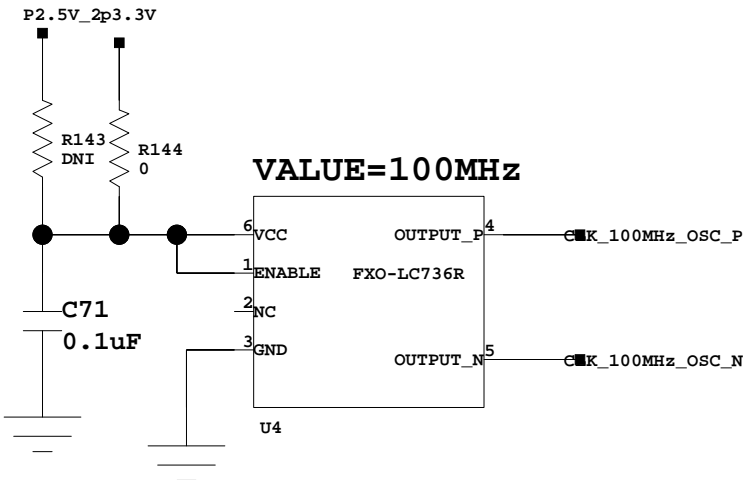 P2.5V_2p3.3V
R143
DNI
R144
0
VALUE=100MHz
6
VCC
OUTPUT_P
4
1
ENABLE
FXO-LC736R
2
NC
3
GND
OUTPUT_N
5
C71
0.1uF
U4